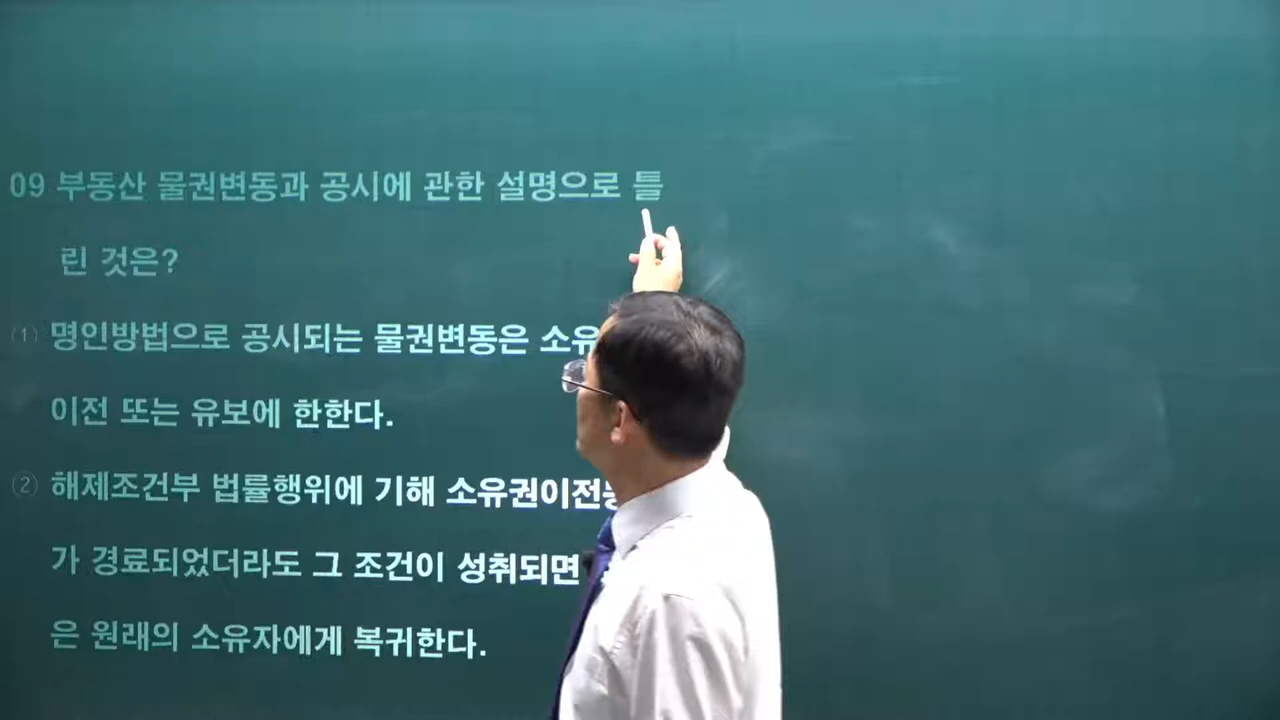 09 부동산 물권변동과 공시에 관한 설명으로 틀
린 것은?
① 명인방법으로 공시되는 물권변동은 소유
이전 또는 유보에 한한다.
② 해제조건부 법률행위에 기해 소유권이전
가 경료되었더라도 그 조건이 성취되면
은 원래의 소유자에게 복귀한다.